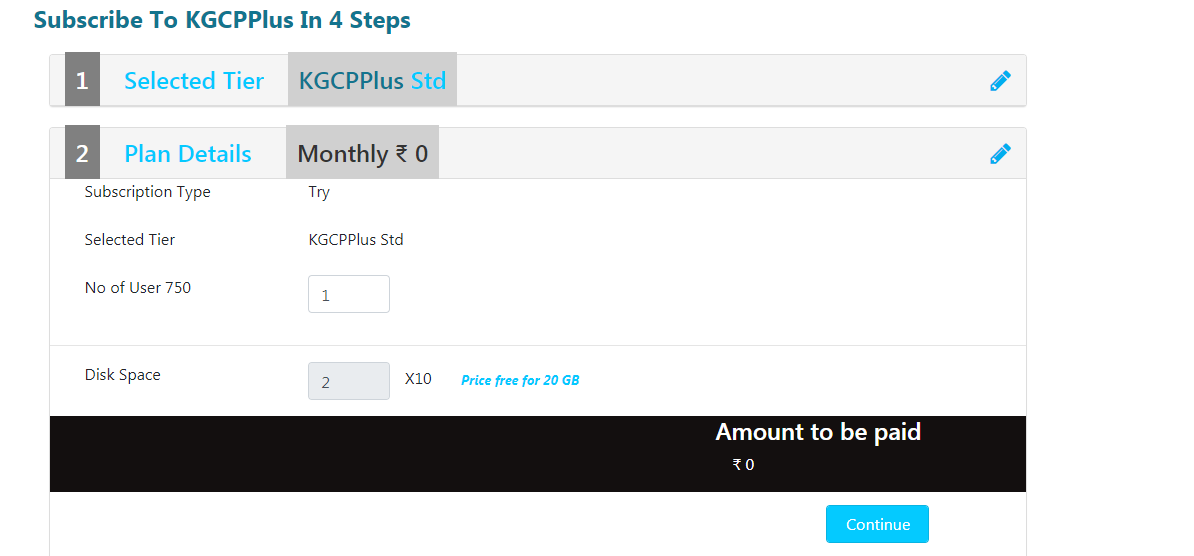 Subscribe To KGCPPlus In 4 Steps
1 Selected Tier KGCPPlus Std
2 Plan Details Monthly ₹ 0
Subscription Type Try
Selected Tier KGCPPlus Std
No of User 750 1
Disk Space 2 X10 Price free for 20 GB
Amount to be paid
₹ 0
Continue